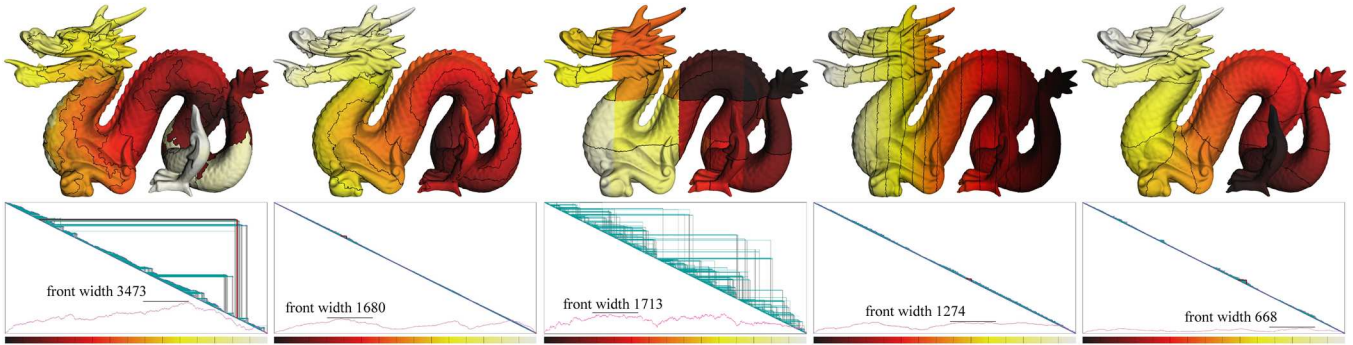 front width 3473
front width 1680
front width 1713
front width 1274
front width 668